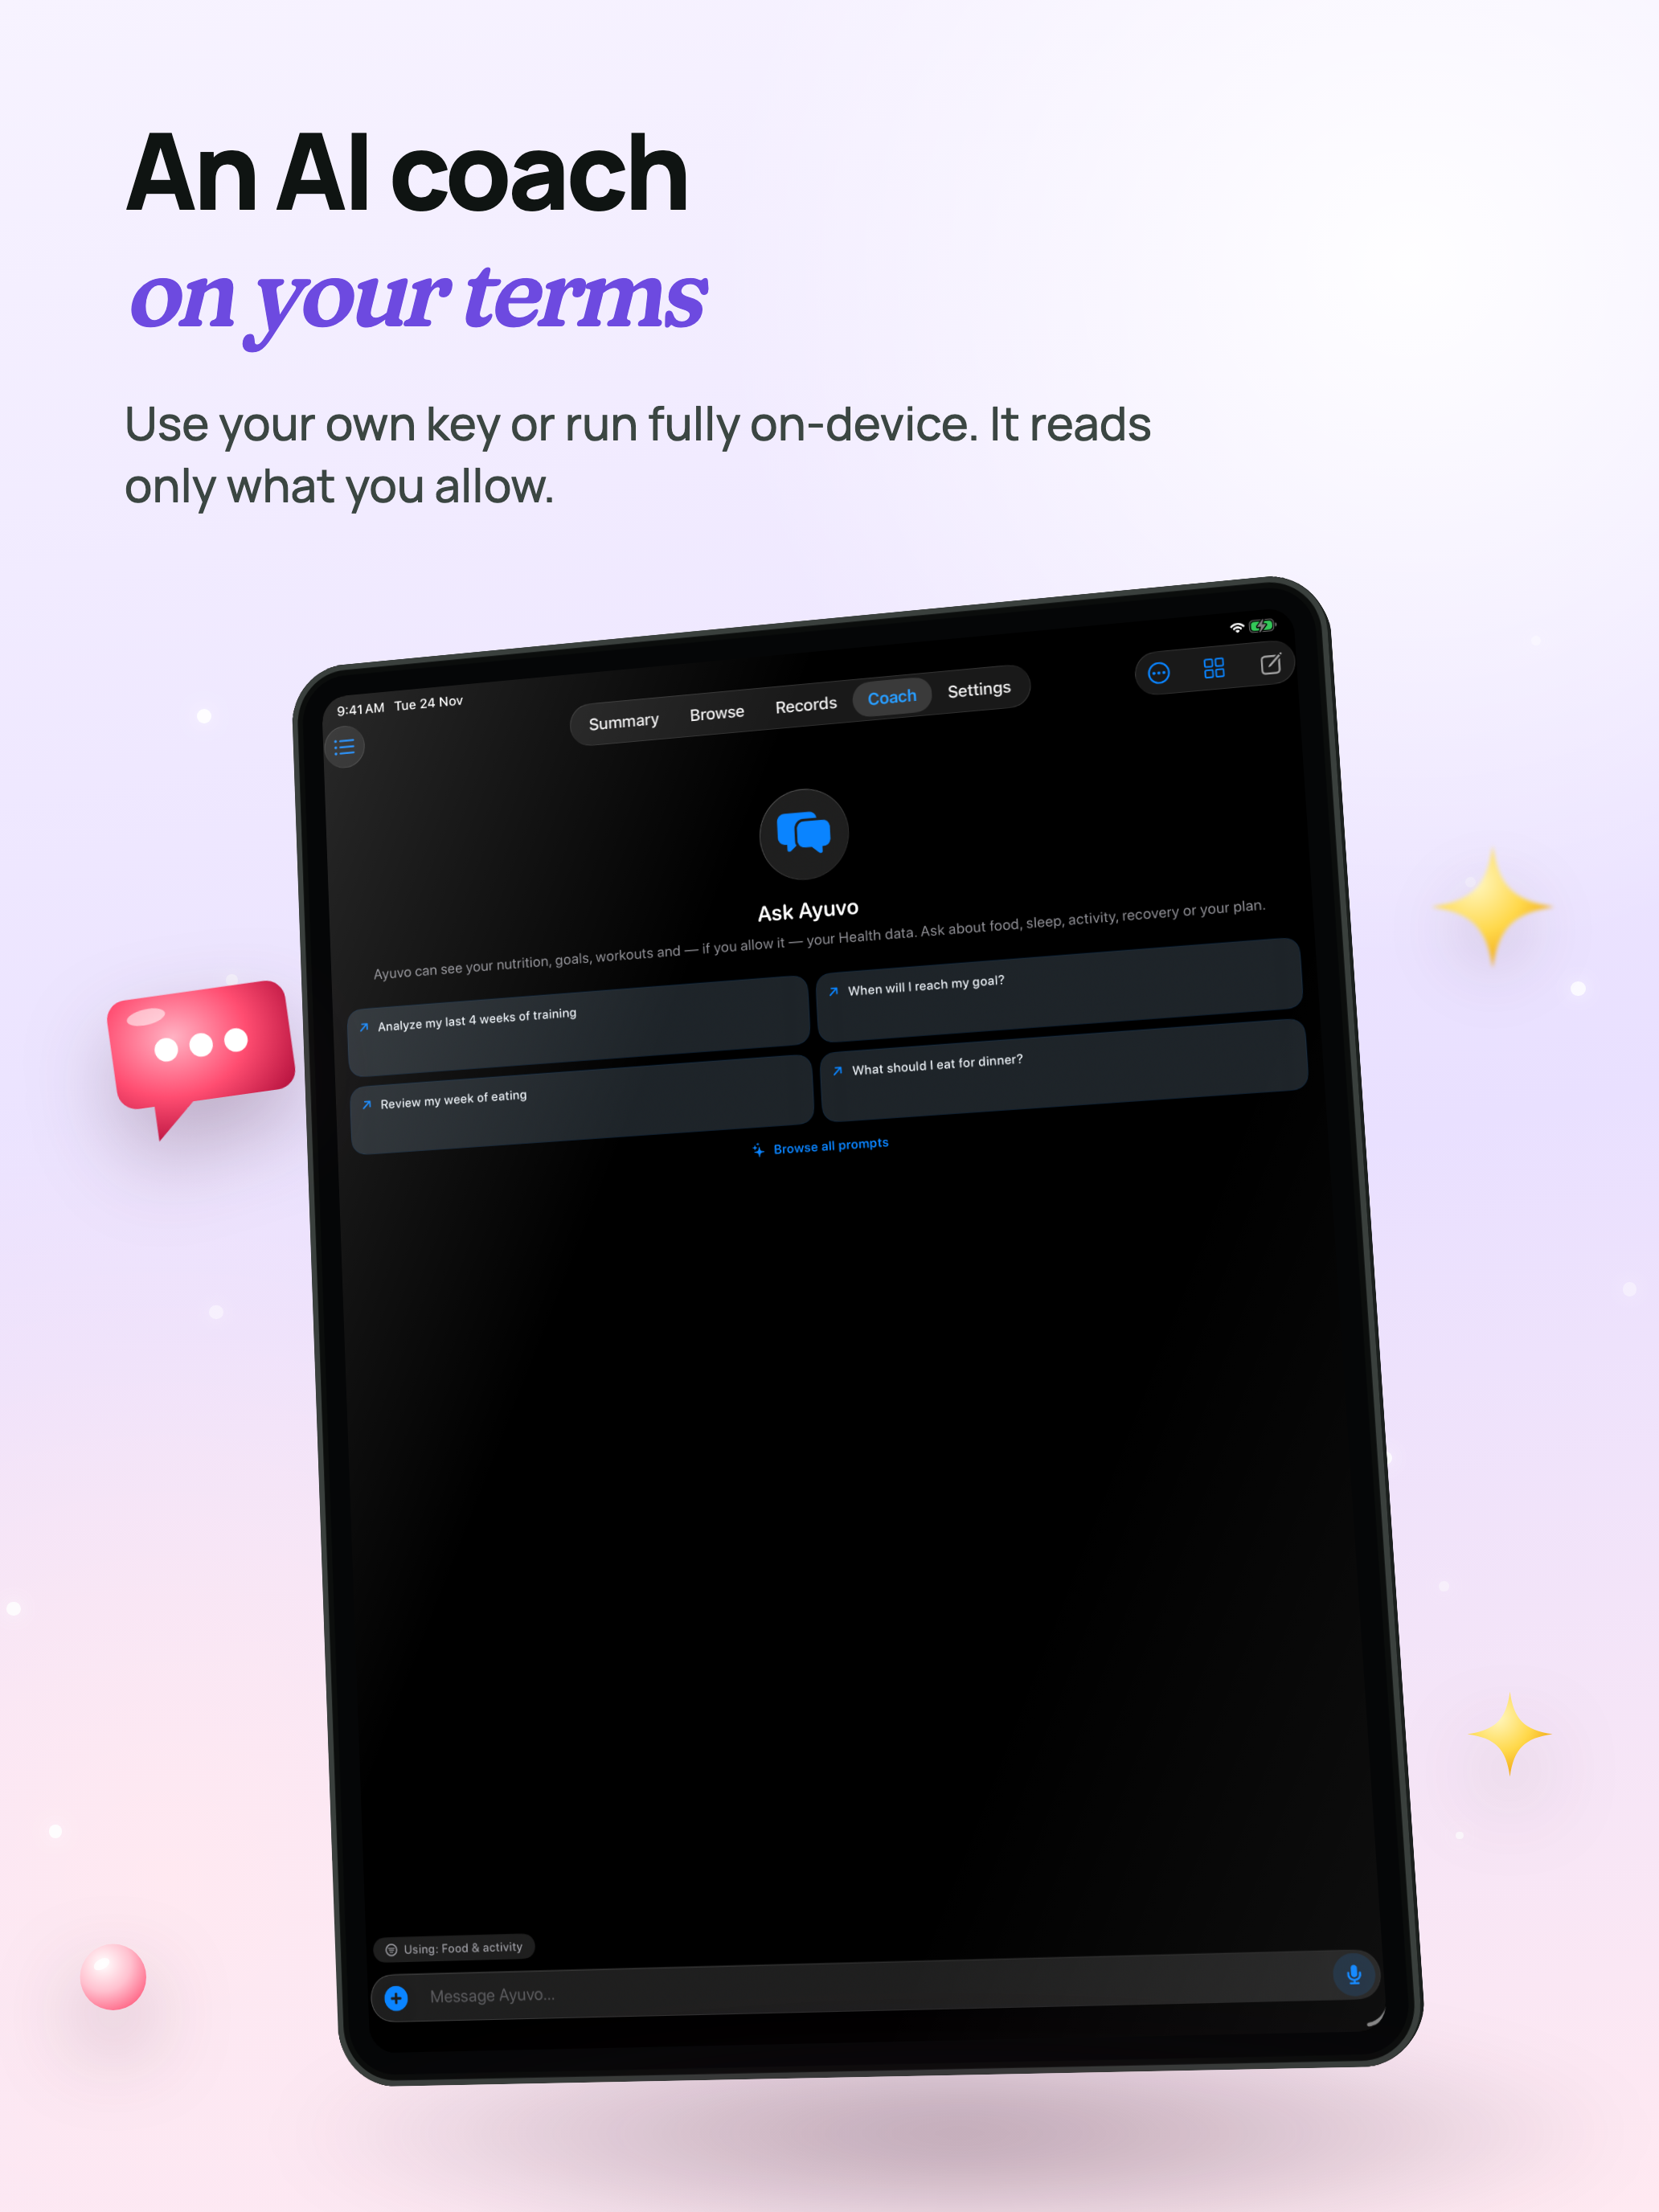 An AI coach
on your terms
Use your own key or run fully on-device. It reads
only what you allow.
9:41 AM Tue 24 Nov
Summary Browse Records Coach Settings
Ask Ayuvo
Ayuvo can see your nutrition, goals, workouts and — if you allow it — your Health data. Ask about food, sleep, activity, recovery or your plan.
Analyze my last 4 weeks of training
When will I reach my goal?
Review my week of eating
What should I eat for dinner?
Browse all prompts
Using: Food & activity
Message Ayuvo...